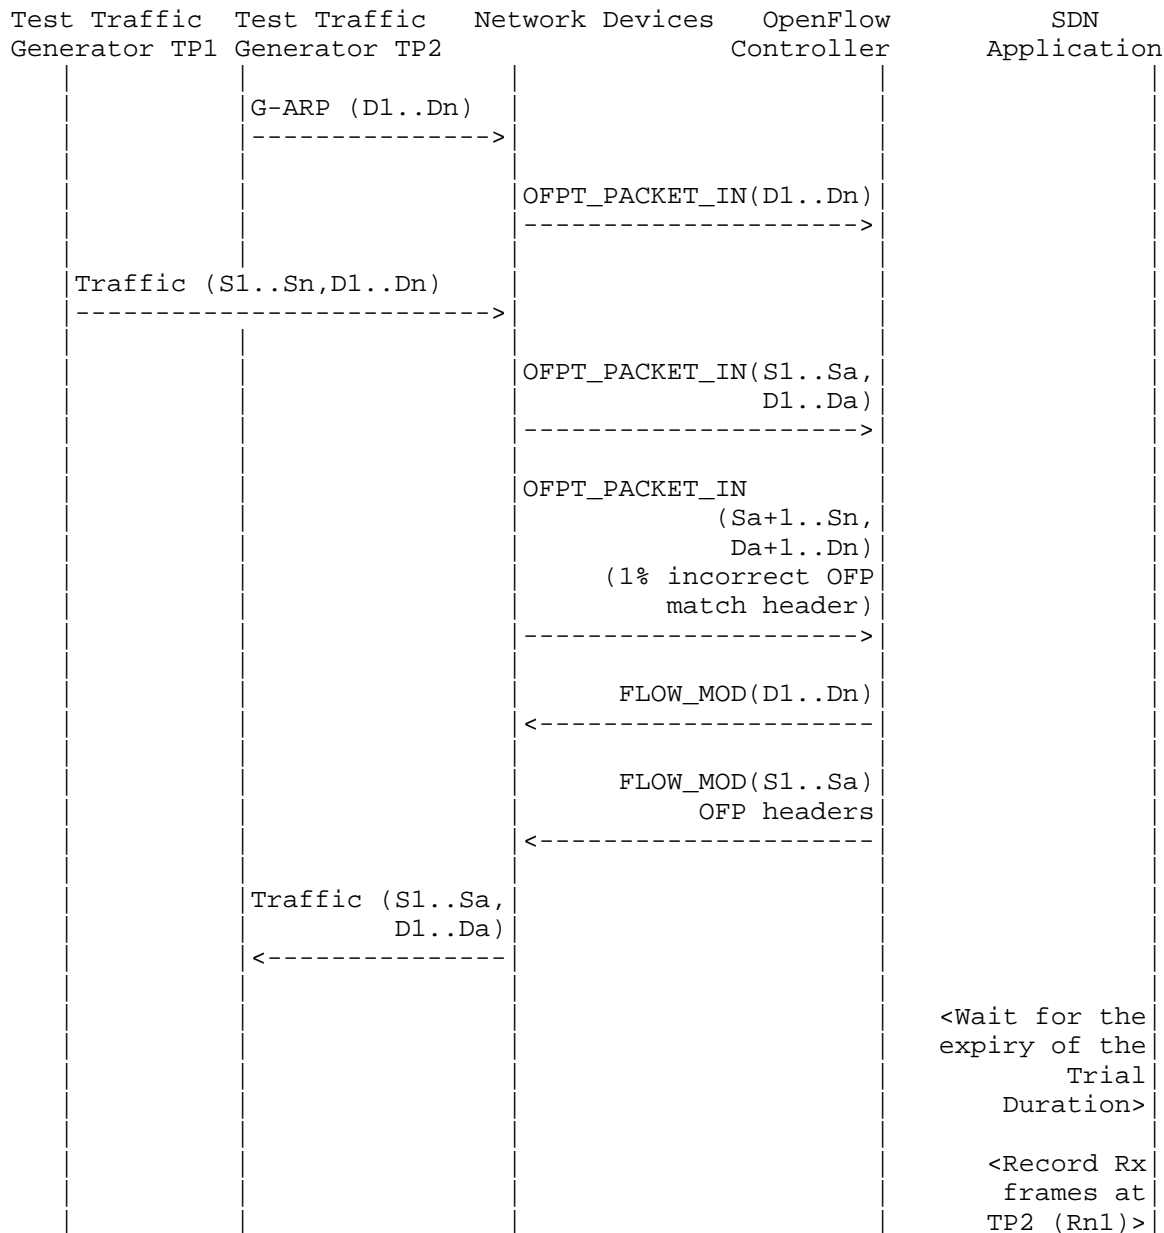 Test Traffic  Test Traffic   Network Devices   OpenFlow          SDN
Generator TP1 Generator TP2                  Controller      Application
G-ARP (D1..Dn)
--------------->
OFPT_PACKET_IN(D1..Dn)
--------------------->
Traffic (S1..Sn,D1..Dn)
-------------------------->
OFPT_PACKET_IN(S1..Sa,
D1..Da)
--------------------->
OFPT_PACKET_IN
(Sa+1..Sn,
Da+1..Dn)
(1% incorrect OFP
match header)
--------------------->
FLOW_MOD(D1..Dn)
<---------------------
FLOW_MOD(S1..Sa)
OFP headers
<---------------------
Traffic (S1..Sa,
D1..Da)
<---------------
<Wait for the
expiry of the
Trial
Duration>
<Record Rx
frames at
TP2 (Rn1)>